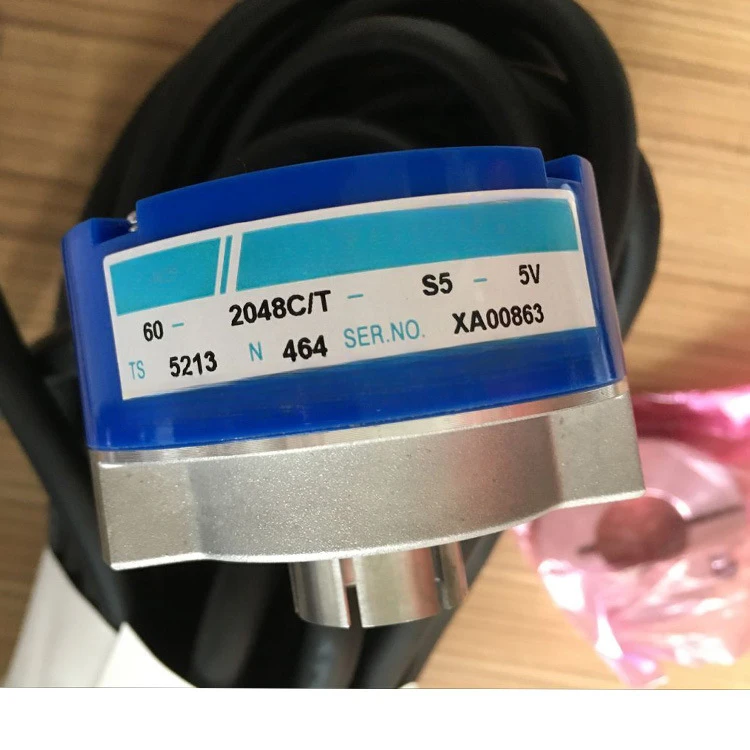 60 – 2048C/T – S5 – 5V
TS 5213 N 464 SER.NO. XA00863